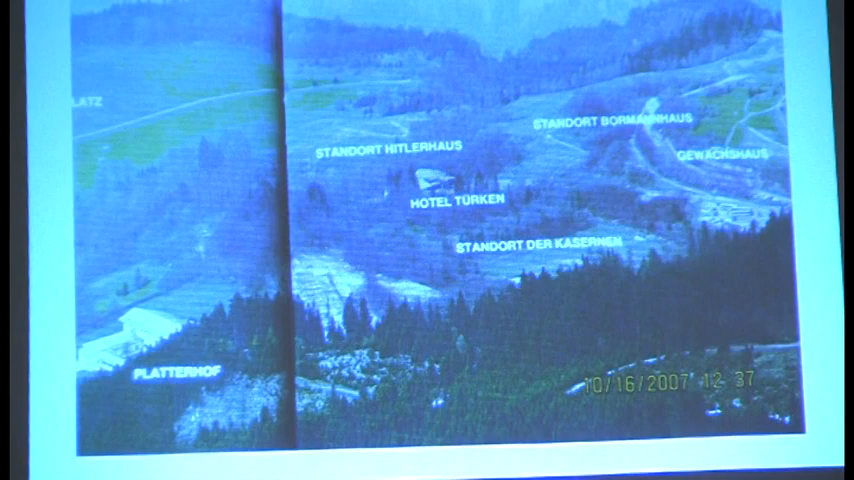 LATZ
STANDORT BORMANNHAUS
STANDORT HITLERHAUS
GEWÄCHSHAUS
HOTEL TÜRKEN
STANDORT DER KASERNEN
PLATTERHOF
10/16/2007 12 37